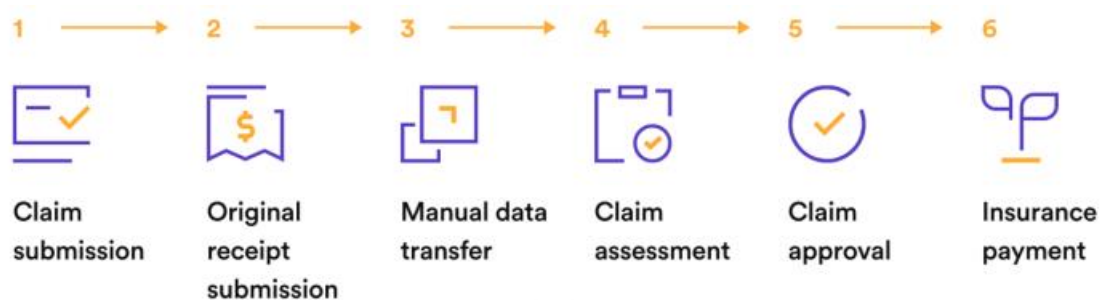 1 2 3 4 5 6
$
Claim
submission
Original
receipt
submission
Manual data
transfer
Claim
assessment
Claim
approval
Insurance
payment